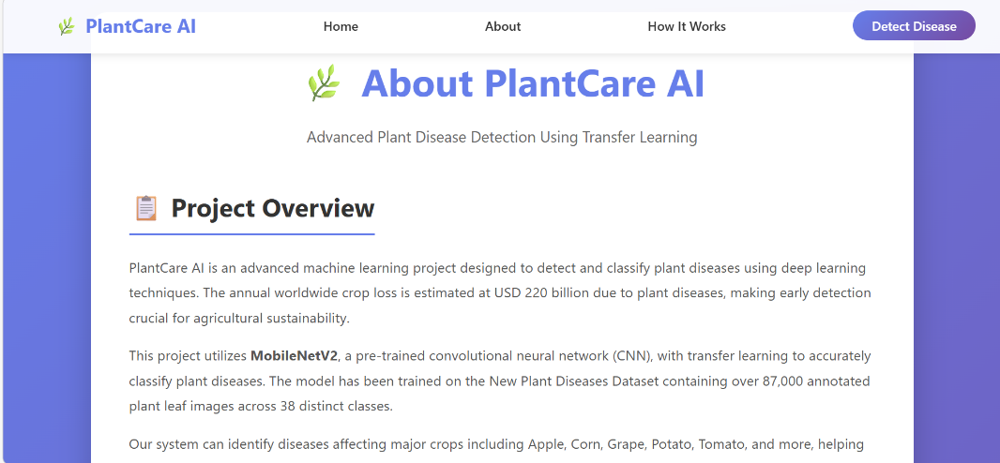 PlantCare AI
Home
About
How It Works
Detect Disease
About PlantCare AI
Advanced Plant Disease Detection Using Transfer Learning
Project Overview
PlantCare AI is an advanced machine learning project designed to detect and classify plant diseases using deep learning
techniques. The annual worldwide crop loss is estimated at USD 220 billion due to plant diseases, making early detection
crucial for agricultural sustainability.
This project utilizes MobileNetV2, a pre-trained convolutional neural network (CNN), with transfer learning to accurately
classify plant diseases. The model has been trained on the New Plant Diseases Dataset containing over 87,000 annotated
plant leaf images across 38 distinct classes.
Our system can identify diseases affecting major crops including Apple, Corn, Grape, Potato, Tomato, and more, helping